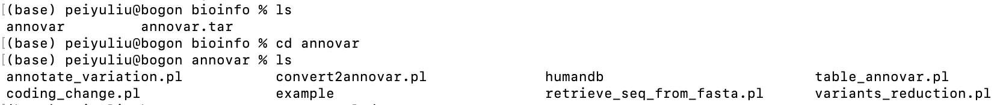 (base) peiyuliu@bogon bioinfo % ls
annovar annovar.tar
(base) peiyuliu@bogon bioinfo % cd annovar
(base) peiyuliu@bogon annovar % ls
annotate_variation.pl convert2annovar.pl humandb table_annovar.pl
coding_change.pl example retrieve_seq_from_fasta.pl variants_reduction.pl